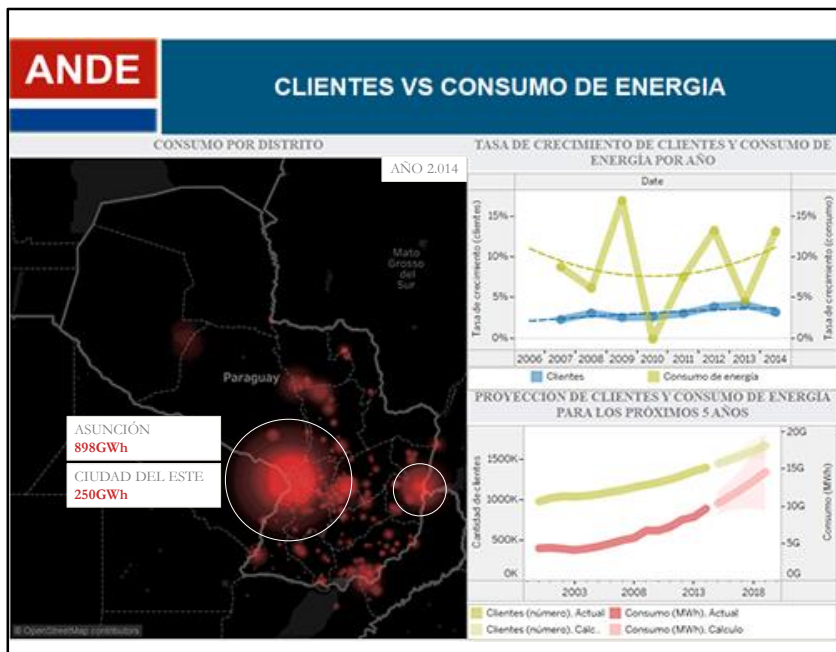 ANDE
CLIENTES VS CONSUMO DE ENERGIA
CONSUMO POR DISTRITO
AÑO 2.014
Mato
Grosso
do
Sul
Paraguay
ASUNCIÓN
898GWh
CIUDAD DEL ESTE
250GWh
© OpenStreetMap contributors
TASA DE CRECIMIENTO DE CLIENTES Y CONSUMO DE
ENERGÍA POR AÑO
Date
Tasa de crecimiento (clientes)
15%
10%
5%
0%
15%
10%
5%
0%
Tasa de crecimiento (consumo)
2006 2007 2008 2009 2010 2011 2012 2013 2014
Clientes
Consumo de energía
PROYECCIÓN DE CLIENTES Y CONSUMO DE ENERGÍA
PARA LOS PRÓXIMOS 5 AÑOS
Cantidad de clientes
1500K
1000K
500K
0K
20G
15G
10G
5G
0G
Consumo (MWh)
2003 2008 2013 2018
Clientes (número). Actual
Consumo (MWh). Actual
Clientes (número). Calc..
Consumo (MWh). Calculo